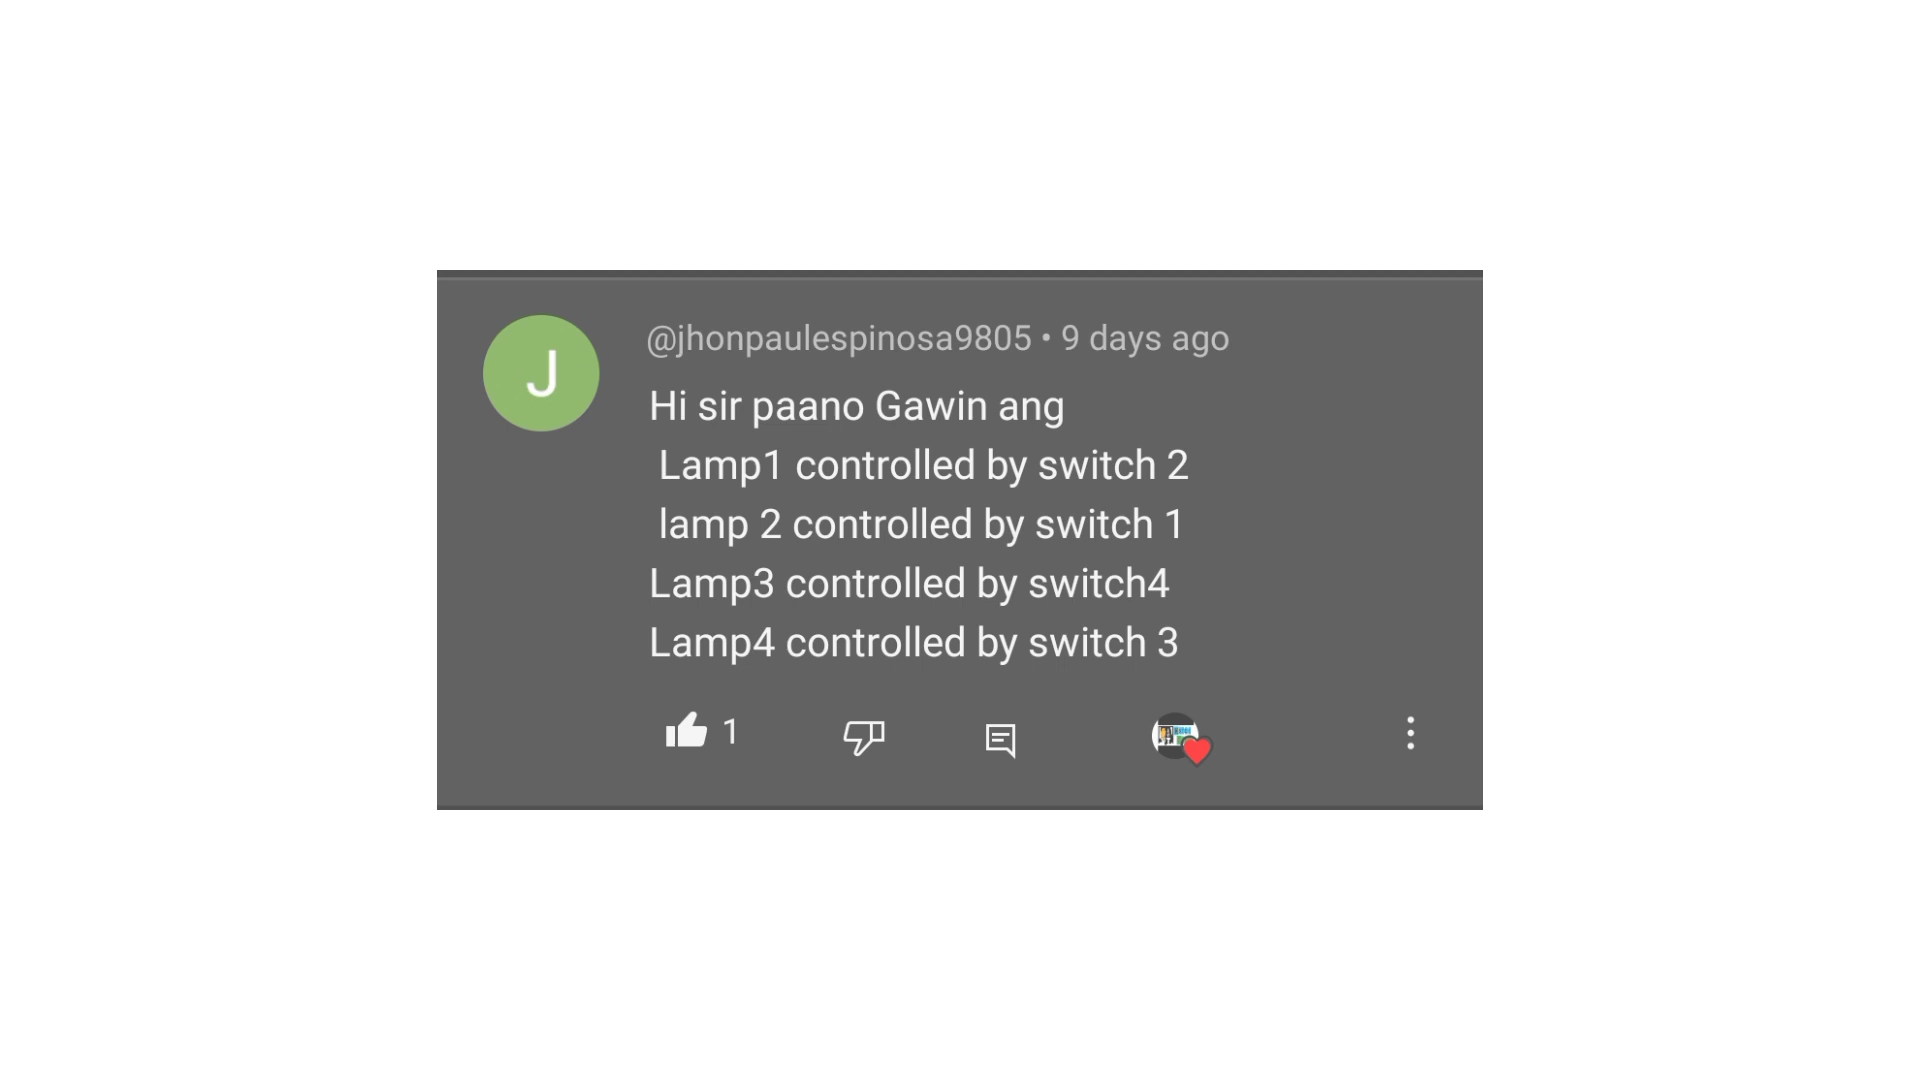 J
@jhonpaulespinosa9805 • 9 days ago
Hi sir paano Gawin ang
Lamp1 controlled by switch 2
lamp 2 controlled by switch 1
Lamp3 controlled by switch4
Lamp4 controlled by switch 3
1